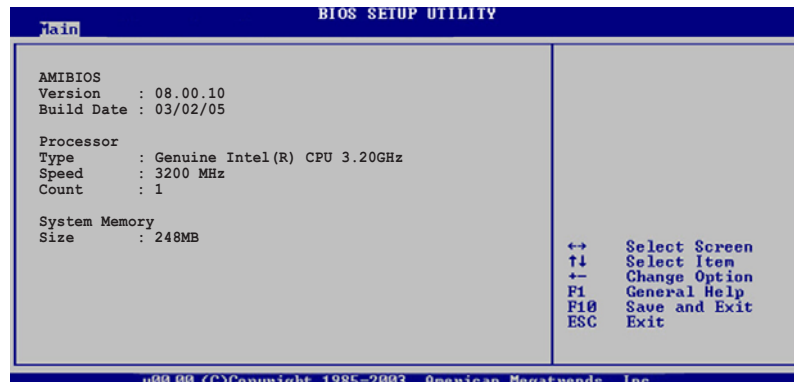 BIOS SETUP UTILITY
Main
AMIBIOS
Version : 08.00.10
Build Date : 03/02/05
Processor
Type : Genuine Intel(R) CPU 3.20GHz
Speed : 3200 MHz
Count : 1
System Memory
Size : 248MB
↔ Select Screen
↑↓ Select Item
+- Change Option
F1 General Help
F10 Save and Exit
ESC Exit
v00.00 (C)Copyright 1985-2003, American Megatrends, Inc.